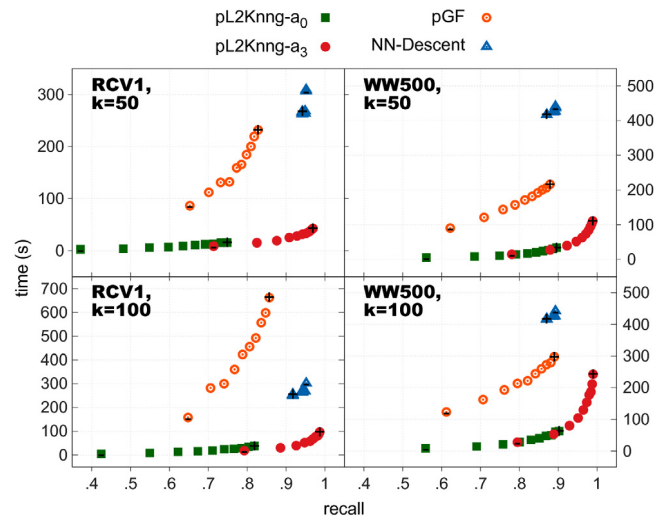 pL2Knng-a0
pGF
pL2Knng-a3
NN-Descent
RCV1,
k=50
WW500,
k=50
300
200
100
0
500
400
300
200
100
0
time (s)
RCV1,
k=100
WW500,
k=100
700
600
500
400
300
200
100
0
500
400
300
200
100
0
.4 .5 .6 .7 .8 .9 1
.4 .5 .6 .7 .8 .9 1
recall